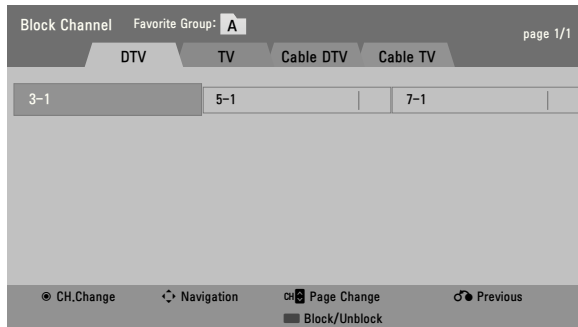 Block Channel Favorite Group: A page 1/1
DTV TV Cable DTV Cable TV
3-1 5-1 7-1
CH.Change Navigation CH Page Change Previous
Block/Unblock